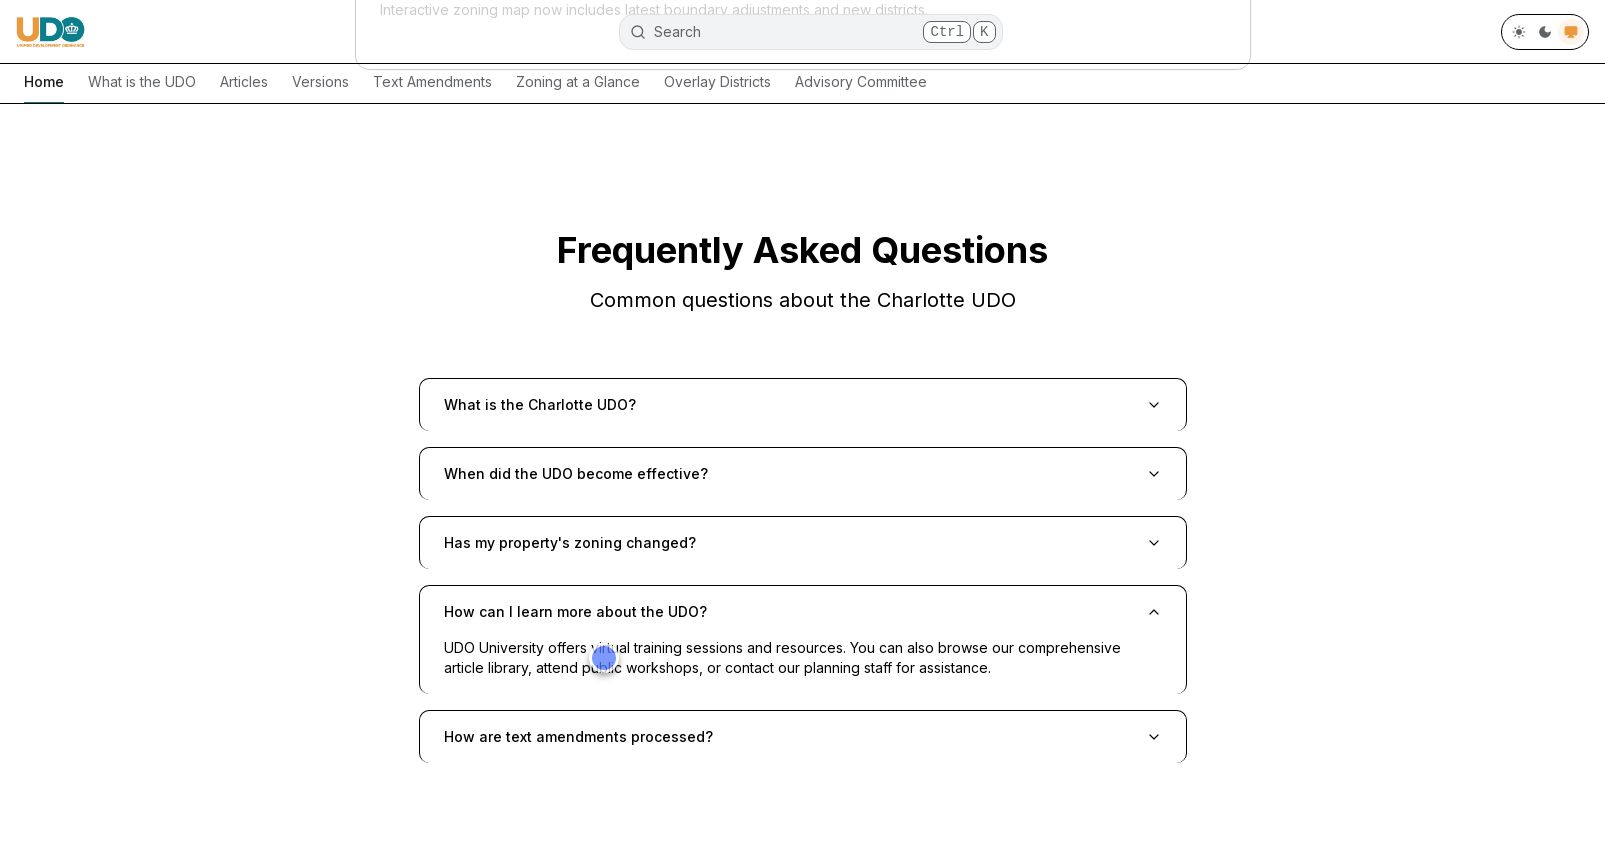 Interactive zoning map now includes latest boundary adjustments and new districts.
UDO
UNIFIED DEVELOPMENT ORDINANCE
Search
Ctrl K
Home What is the UDO Articles Versions Text Amendments Zoning at a Glance Overlay Districts Advisory Committee
Frequently Asked Questions
Common questions about the Charlotte UDO
What is the Charlotte UDO?
When did the UDO become effective?
Has my property's zoning changed?
How can I learn more about the UDO?
UDO University offers virtual training sessions and resources. You can also browse our comprehensive
article library, attend public workshops, or contact our planning staff for assistance.
How are text amendments processed?